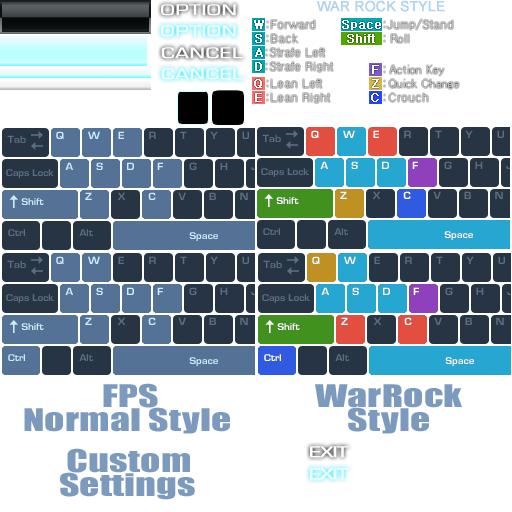 OPTION
OPTION
CANCEL
CANCEL
WAR ROCK STYLE
W:Forward
S:Back
A:Strafe Left
D:Strafe Right
Q:Lean Left
E:Lean Right
Space:Jump/Stand
Shift: Roll
F:Action Key
Z:Quick Change
C:Crouch
Tab Q W E R T Y U
Caps Lock A S D F G H J
Shift Z X C V B N
Ctrl Alt Space
Tab Q W E R T Y U
Caps Lock A S D F G H
Shift Z X C V B N
Ctrl Alt Space
Tab Q W E R T Y U
Caps Lock A S D F G H J
Shift Z X C V B N
Ctrl Alt Space
Tab Q W E R T Y U
Caps Lock A S D F G H
Shift Z X C V B N
Ctrl Alt Space
FPS
Normal Style
WarRock
Style
Custom
Settings
EXIT
EXIT